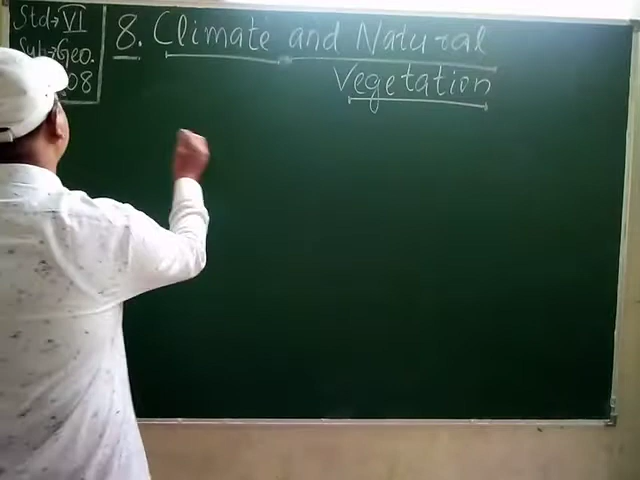 Std→VI
Sub→Geo.
08
8. Climate and Natural
Vegetation